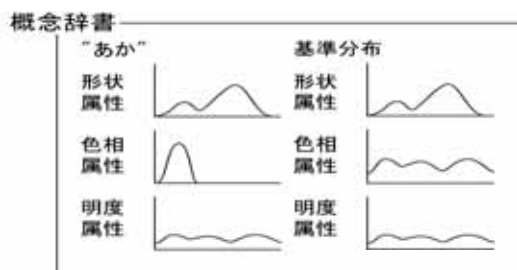 概念辞書
"あか" 基準分布
形状 形状
属性 属性
色相 色相
属性 属性
明度 明度
属性 属性